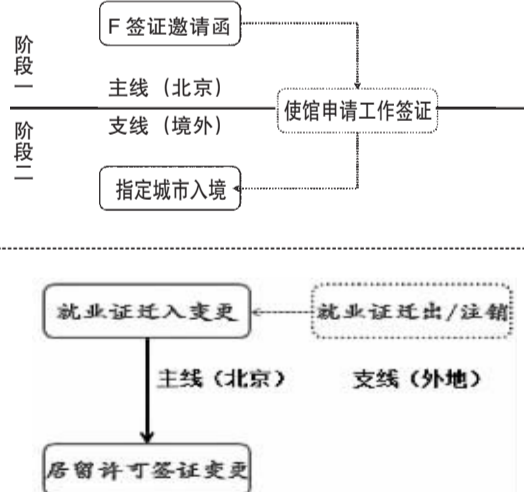 F 签证邀请函
阶段一
主线（北京）
使馆申请工作签证
支线（境外）
阶段二
指定城市入境
就业证迁入变更
就业证迁出/注销
主线（北京）
支线（外地）
居留许可签证变更